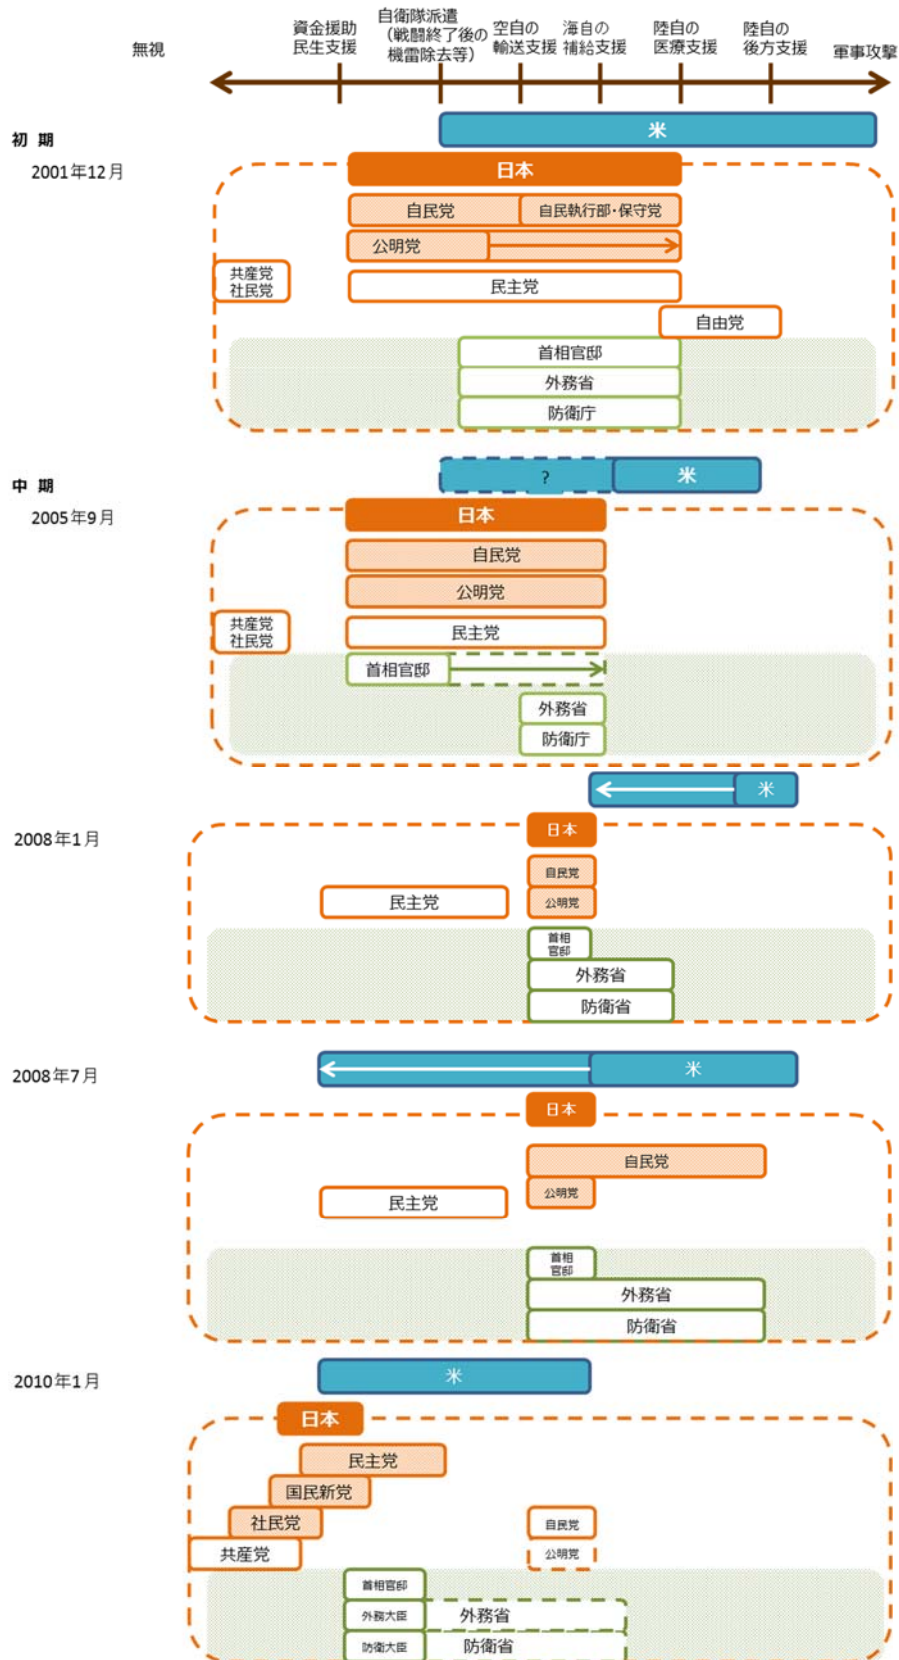 無視
資金援助
民生支援
自衛隊派遣
（戦闘終了後の
機雷除去等）
空自の
輸送支援
海自の
補給支援
陸自の
医療支援
陸自の
後方支援
軍事攻撃
初 期
米
2001年12月
日本
自民党
自民執行部・保守党
公明党
共産党
社民党
民主党
自由党
首相官邸
外務省
防衛庁
中 期
?
米
2005年9月
日本
自民党
公明党
共産党
社民党
民主党
首相官邸
外務省
防衛庁
米
2008年1月
日本
自民党
民主党
公明党
首相
官邸
外務省
防衛省
2008年7月
米
日本
自民党
民主党
公明党
首相
官邸
外務省
防衛省
2010年1月
米
日本
民主党
国民新党
社民党
自民党
共産党
公明党
首相官邸
外務大臣
外務省
防衛大臣
防衛省